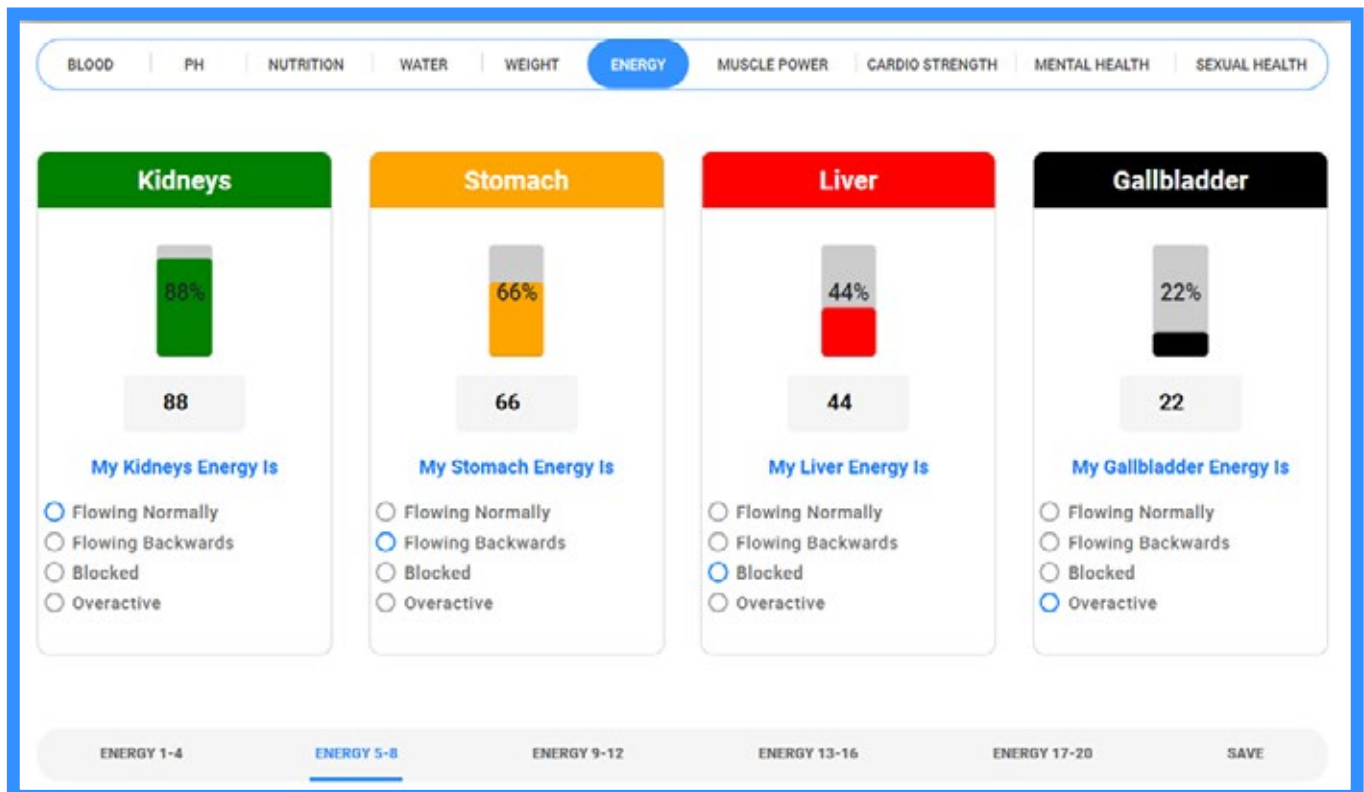 BLOOD PH NUTRITION WATER WEIGHT ENERGY MUSCLE POWER CARDIO STRENGTH MENTAL HEALTH SEXUAL HEALTH
Kidneys
88%
88
My Kidneys Energy Is
Flowing Normally
Flowing Backwards
Blocked
Overactive
Stomach
66%
66
My Stomach Energy Is
Flowing Normally
Flowing Backwards
Blocked
Overactive
Liver
44%
44
My Liver Energy Is
Flowing Normally
Flowing Backwards
Blocked
Overactive
Gallbladder
22%
22
My Gallbladder Energy Is
Flowing Normally
Flowing Backwards
Blocked
Overactive
ENERGY 1-4 ENERGY 5-8 ENERGY 9-12 ENERGY 13-16 ENERGY 17-20 SAVE